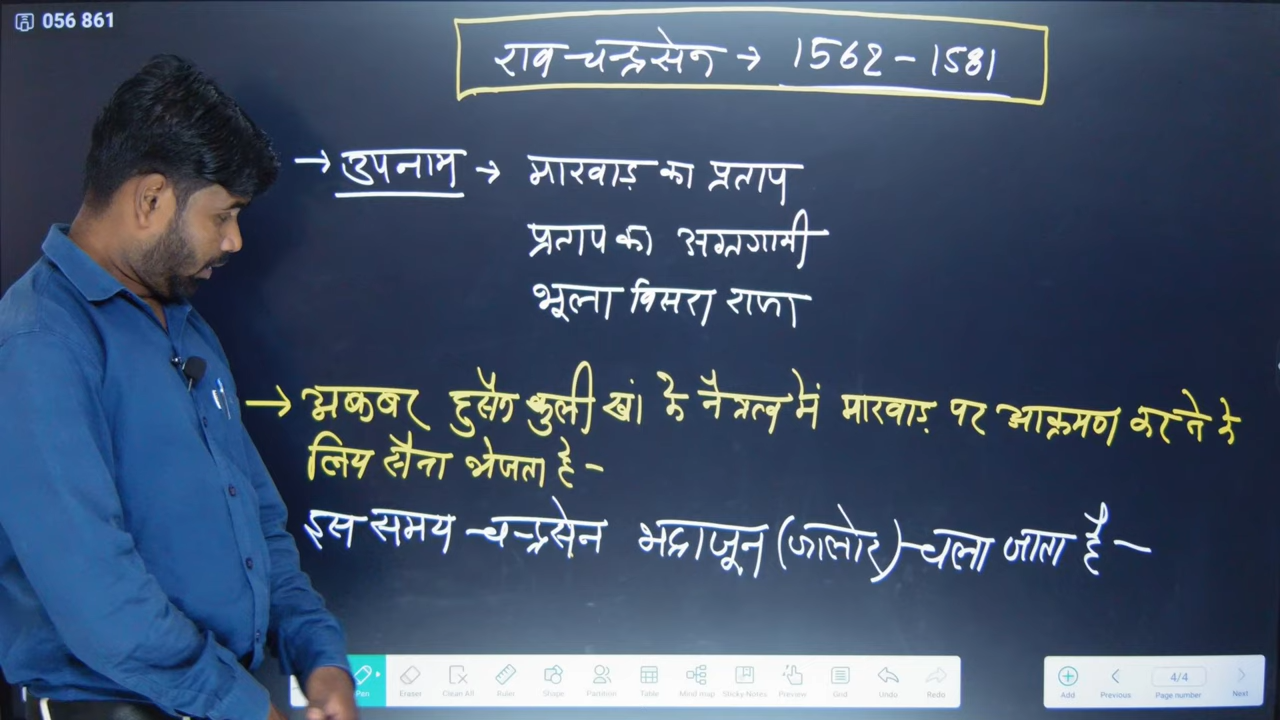 056 861
राव चन्द्रसेन → 1562 - 1581
→ उपनाम → मारवाड़ का प्रताप
प्रताप का अग्रगामी
भूला बिसरा राजा
→ अकबर हुसैन कुली खां के नैत्रत्व में मारवाड़ पर आक्रमण करने के
लिय सैना भेजता है -
इस समय चन्द्रसेन भद्राजून (जालोर) चला जाता है -
Pen Eraser Clean All Ruler Shape Partition Table Mind map Sticky Notes Preview Grid Undo Redo
Add Previous 4/4 Page number Next